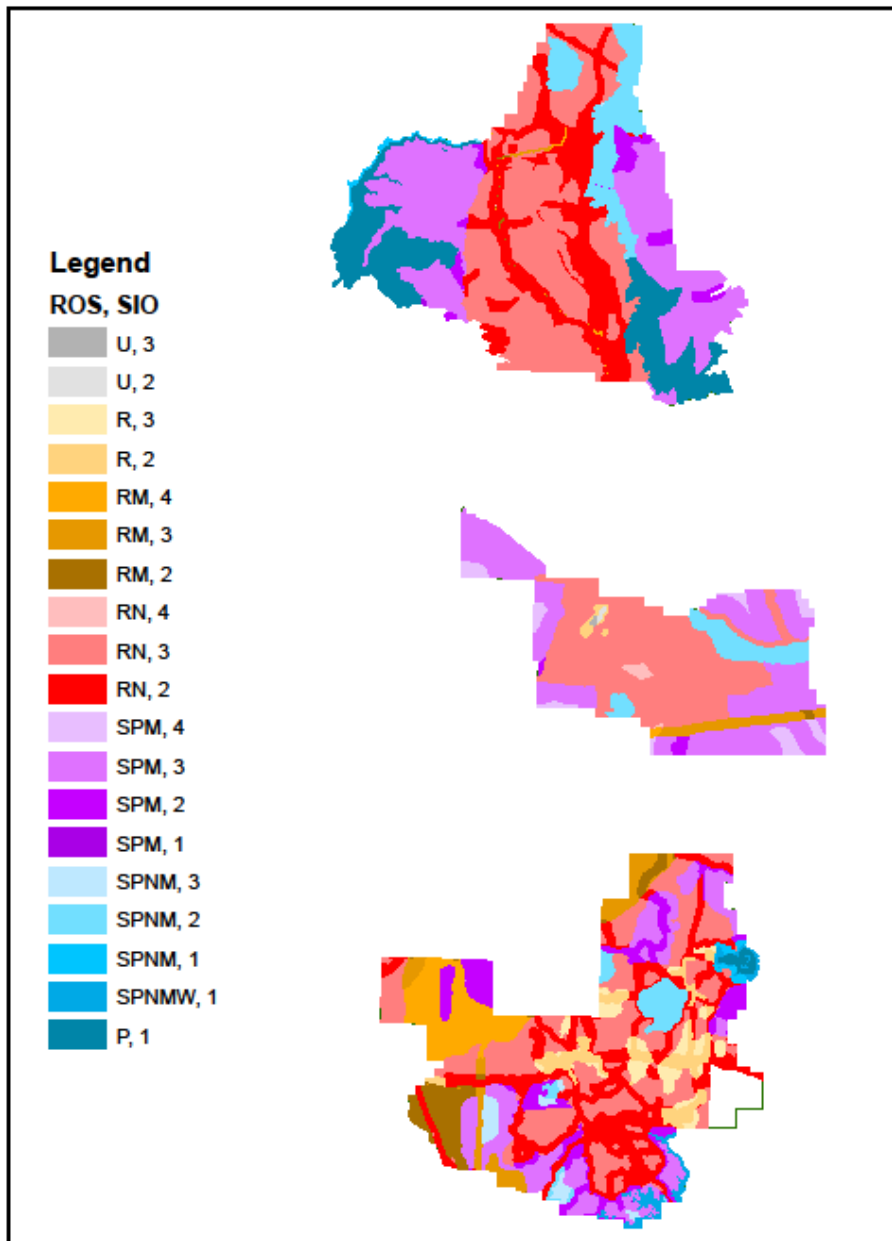 Legend
ROS, SIO
U, 3
U, 2
R, 3
R, 2
RM, 4
RM, 3
RM, 2
RN, 4
RN, 3
RN, 2
SPM, 4
SPM, 3
SPM, 2
SPM, 1
SPNM, 3
SPNM, 2
SPNM, 1
SPNMW, 1
P, 1